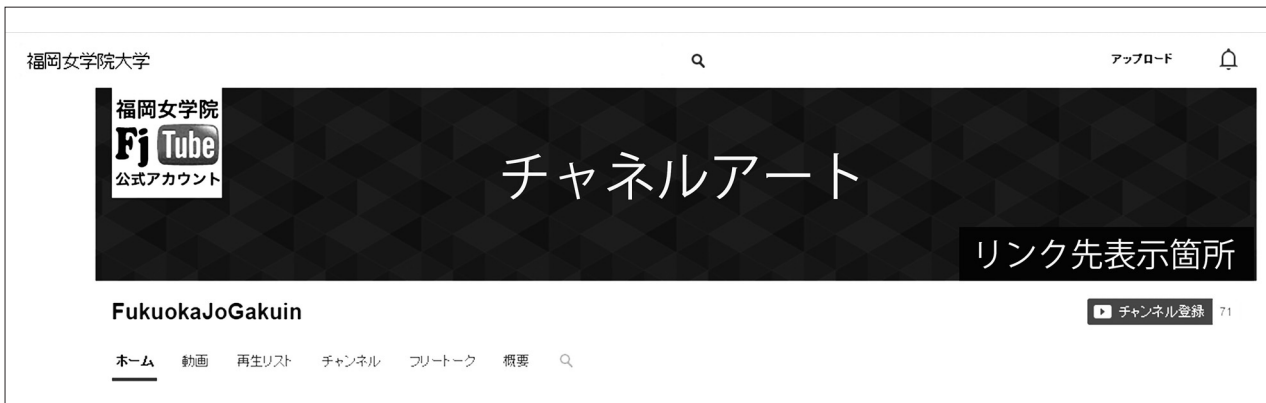 福岡女学院大学
アップロード
福岡女学院
Fj Tube
公式アカウント
チャネルアート
リンク先表示箇所
FukuokaJoGakuin
チャンネル登録 71
ホーム 動画 再生リスト チャンネル フリートーク 概要